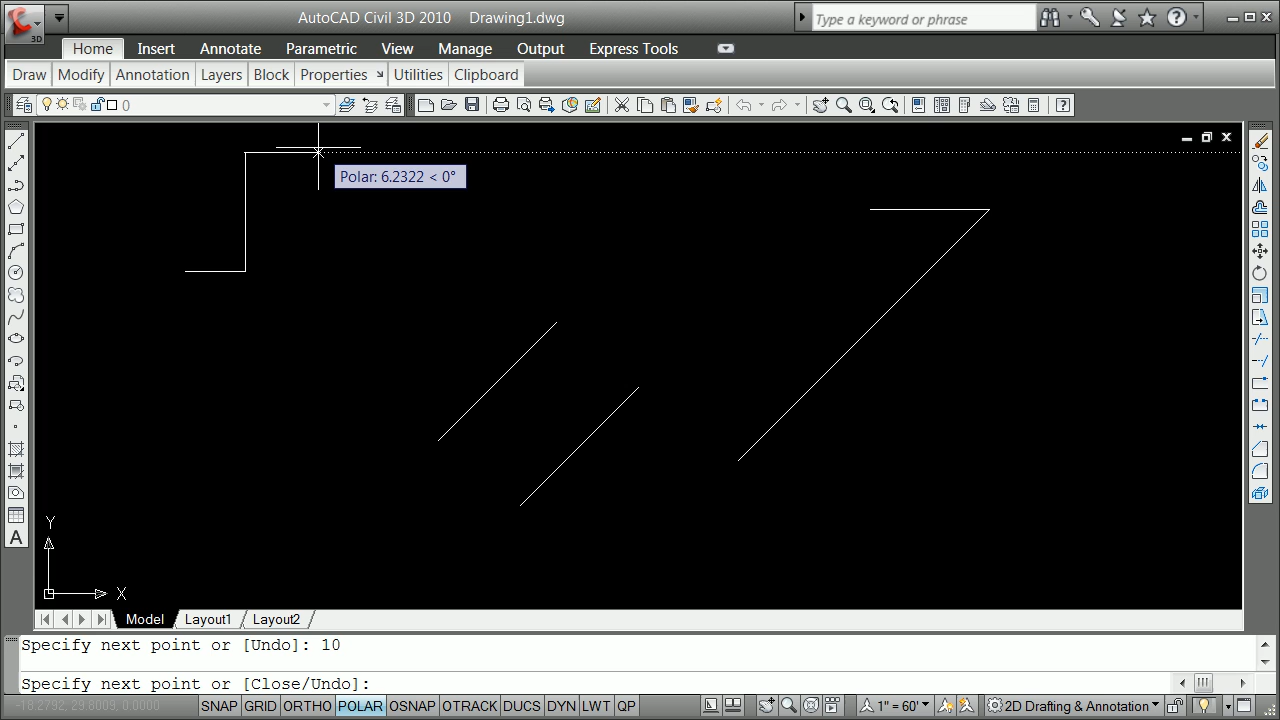 AutoCAD Civil 3D 2010 Drawing1.dwg
Type a keyword or phrase
3D
Home Insert Annotate Parametric View Manage Output Express Tools
Draw Modify Annotation Layers Block Properties Utilities Clipboard
0
Polar: 6.2322 < 0°
A
Y
X
Model Layout1 Layout2
Specify next point or [Undo]: 10
Specify next point or [Close/Undo]:
-18.2792, 29.8009, 0.0000 SNAP GRID ORTHO POLAR OSNAP OTRACK DUCS DYN LWT QP 1" = 60' 2D Drafting & Annotation